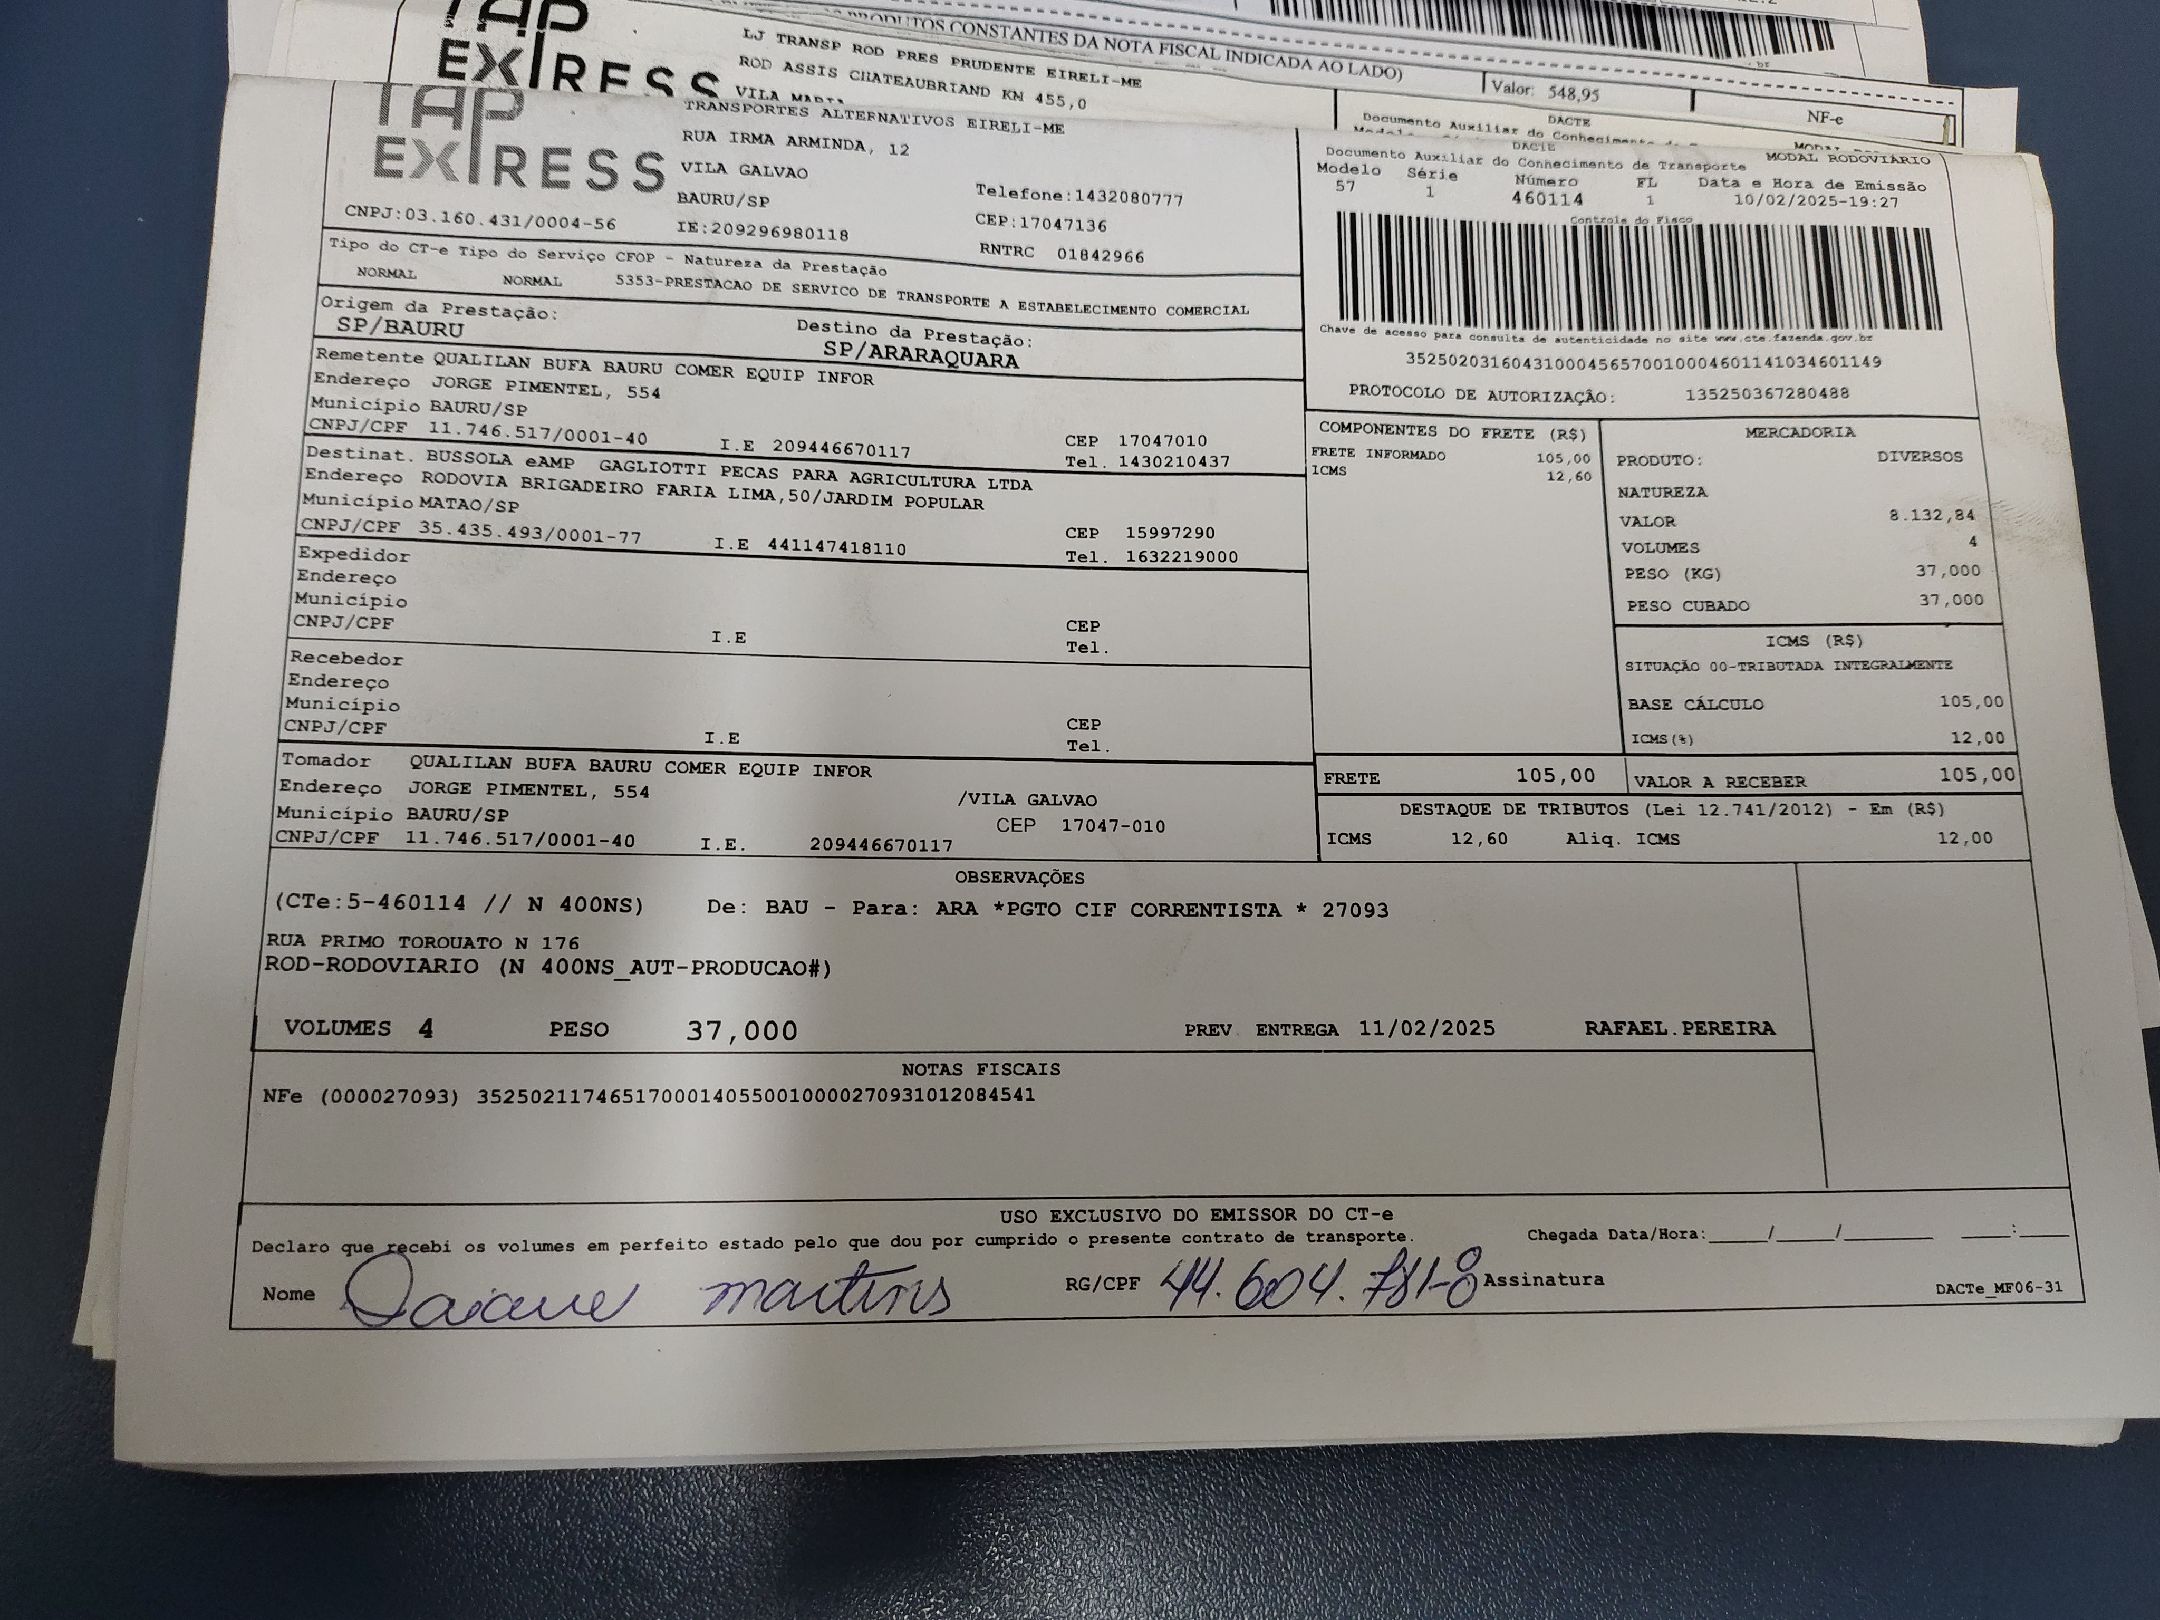 TAP
EXPRESS
LJ TRANSP ROD PRES PRUDENTE EIRELI-ME
ROD ASSIS CHATEAUBRIAND KM 455,0
PRODUTOS CONSTANTES DA NOTA FISCAL INDICADA AO LADO)
Valor: 548,95
NF-e
DACTE
TAP
EXPRESS
TRANSPORTES ALTERNATIVOS EIRELI-ME
RUA IRMA ARMINDA, 12
VILA GALVAO
BAURU/SP
Telefone:1432080777
CNPJ:03.160.431/0004-56
IE:209296980118
CEP:17047136
RNTRC 01842966
DACTE
Documento Auxiliar do Conhecimento de Transporte
MODAL RODOVIÁRIO
Modelo Série Número FL Data e Hora de Emissão
57 1 460114 1 10/02/2025-19:27
Controle do Fisco
Chave de acesso para consulta de autenticidade no site www.cte.fazenda.gov.br
35250203160431000456570010004601141034601149
PROTOCOLO DE AUTORIZAÇÃO: 135250367280488
Tipo do CT-e Tipo do Serviço CFOP - Natureza da Prestação
NORMAL NORMAL 5353-PRESTACAO DE SERVICO DE TRANSPORTE A ESTABELECIMENTO COMERCIAL
Origem da Prestação:
SP/BAURU
Destino da Prestação:
SP/ARARAQUARA
Remetente QUALILAN BUFA BAURU COMER EQUIP INFOR
Endereço JORGE PIMENTEL, 554
Município BAURU/SP
CNPJ/CPF 11.746.517/0001-40 I.E 209446670117
CEP 17047010
Tel. 1430210437
Destinat. BUSSOLA eAMP GAGLIOTTI PECAS PARA AGRICULTURA LTDA
Endereço RODOVIA BRIGADEIRO FARIA LIMA,50/JARDIM POPULAR
Município MATAO/SP
CNPJ/CPF 35.435.493/0001-77 I.E 441147418110
CEP 15997290
Tel. 1632219000
Expedidor
Endereço
Município
CNPJ/CPF I.E
CEP
Tel.
Recebedor
Endereço
Município
CNPJ/CPF I.E
CEP
Tel.
Tomador QUALILAN BUFA BAURU COMER EQUIP INFOR
Endereço JORGE PIMENTEL, 554 /VILA GALVAO
Município BAURU/SP CEP 17047-010
CNPJ/CPF 11.746.517/0001-40 I.E. 209446670117
COMPONENTES DO FRETE (R$)
FRETE INFORMADO 105,00
ICMS 12,60
MERCADORIA
PRODUTO: DIVERSOS
NATUREZA
VALOR 8.132,84
VOLUMES 4
PESO (KG) 37,000
PESO CUBADO 37,000
ICMS (R$)
SITUAÇÃO 00-TRIBUTADA INTEGRALMENTE
BASE CÁLCULO 105,00
ICMS(%) 12,00
FRETE 105,00
VALOR A RECEBER 105,00
DESTAQUE DE TRIBUTOS (Lei 12.741/2012) - Em (R$)
ICMS 12,60 Aliq. ICMS 12,00
OBSERVAÇÕES
(CTe:5-460114 // N 400NS) De: BAU - Para: ARA *PGTO CIF CORRENTISTA * 27093
RUA PRIMO TOROUATO N 176
ROD-RODOVIARIO (N 400NS_AUT-PRODUCAO#)
VOLUMES 4 PESO 37,000 PREV. ENTREGA 11/02/2025 RAFAEL.PEREIRA
NOTAS FISCAIS
NFe (000027093) 35250211746517000140550010000270931012084541
USO EXCLUSIVO DO EMISSOR DO CT-e
Declaro que recebi os volumes em perfeito estado pelo que dou por cumprido o presente contrato de transporte.
Chegada Data/Hora:_____/_____/________ ____:____
Nome Daiane martins RG/CPF 44.604.781-8 Assinatura
DACTe_MF06-31